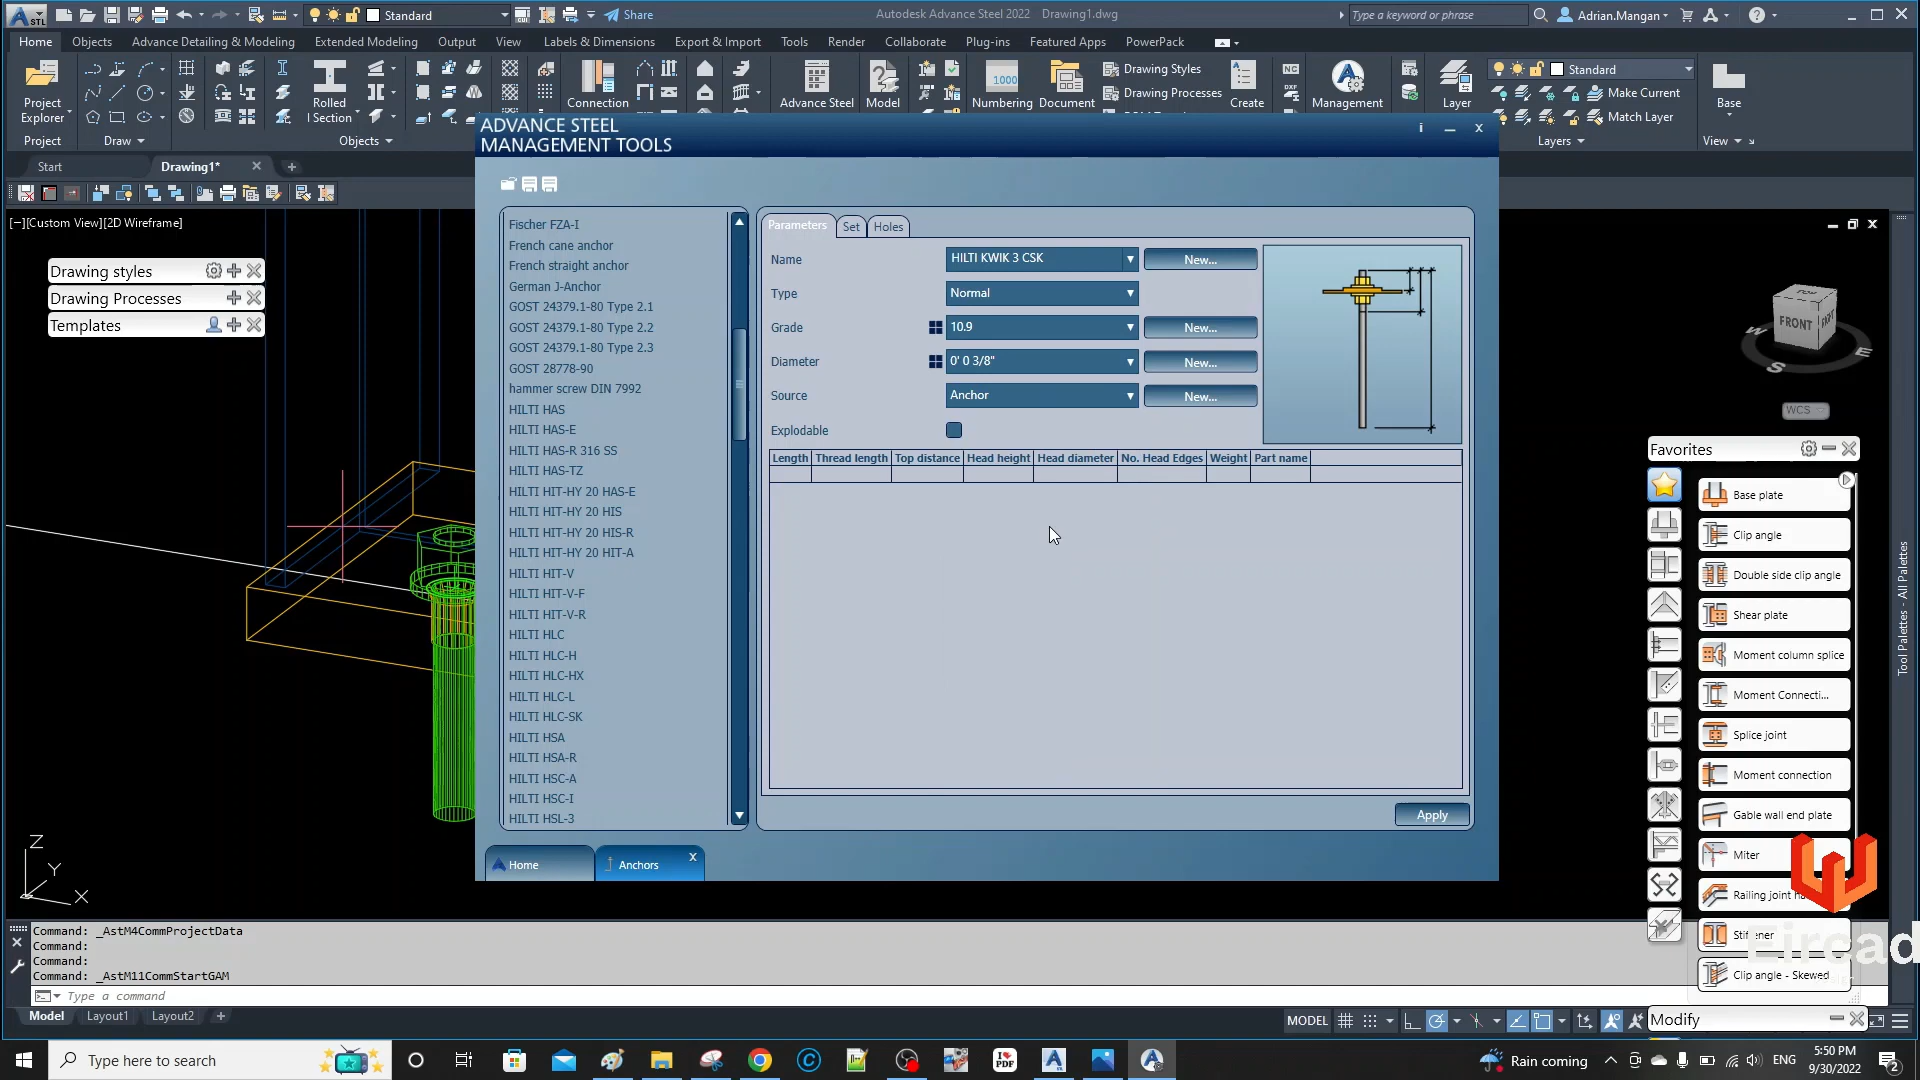 Standard
Share
Autodesk Advance Steel 2022 Drawing1.dwg
Type a keyword or phrase
Adrian.Mangan
Home Objects Advance Detailing & Modeling Extended Modeling Output View Labels & Dimensions Export & Import Tools Render Collaborate Plug-ins Featured Apps PowerPack
Project Explorer
Rolled I Section
Connection
Advance Steel
Model
Numbering
Document
Drawing Styles
Drawing Processes
Create
Management
Layer
Standard
Make Current
Match Layer
Base
Project
Draw
Objects
Layers
View
Start
Drawing1*
[−][Custom View][2D Wireframe]
Drawing styles
Drawing Processes
Templates
ADVANCE STEEL
MANAGEMENT TOOLS
Fischer FZA-I
French cane anchor
French straight anchor
German J-Anchor
GOST 24379.1-80 Type 2.1
GOST 24379.1-80 Type 2.2
GOST 24379.1-80 Type 2.3
GOST 28778-90
hammer screw DIN 7992
HILTI HAS
HILTI HAS-E
HILTI HAS-R 316 SS
HILTI HAS-TZ
HILTI HIT-HY 20 HAS-E
HILTI HIT-HY 20 HIS
HILTI HIT-HY 20 HIS-R
HILTI HIT-HY 20 HIT-A
HILTI HIT-V
HILTI HIT-V-F
HILTI HIT-V-R
HILTI HLC
HILTI HLC-H
HILTI HLC-HX
HILTI HLC-L
HILTI HLC-SK
HILTI HSA
HILTI HSA-R
HILTI HSC-A
HILTI HSC-I
HILTI HSL-3
Parameters Set Holes
Name HILTI KWIK 3 CSK New...
Type Normal
Grade 10.9 New...
Diameter 0' 0 3/8" New...
Source Anchor New...
Explodable
Length Thread length Top distance Head height Head diameter No. Head Edges Weight Part name
Apply
Home
Anchors
TOP
FRONT
W
S
E
WCS
Favorites
Base plate
Clip angle
Double side clip angle
Shear plate
Moment column splice
Moment Connecti...
Splice joint
Moment connection
Gable wall end plate
Miter
Railing joint
Stiffener
Clip angle - Skewed
Eircad
Modify
Tool Palettes - All Palettes
Z
Y
X
Command: _AstM4CommProjectData
Command:
Command:
Command: _AstM11CommStartGAM
Type a command
Model Layout1 Layout2
MODEL
Type here to search
Rain coming
ENG
5:50 PM
9/30/2022
2